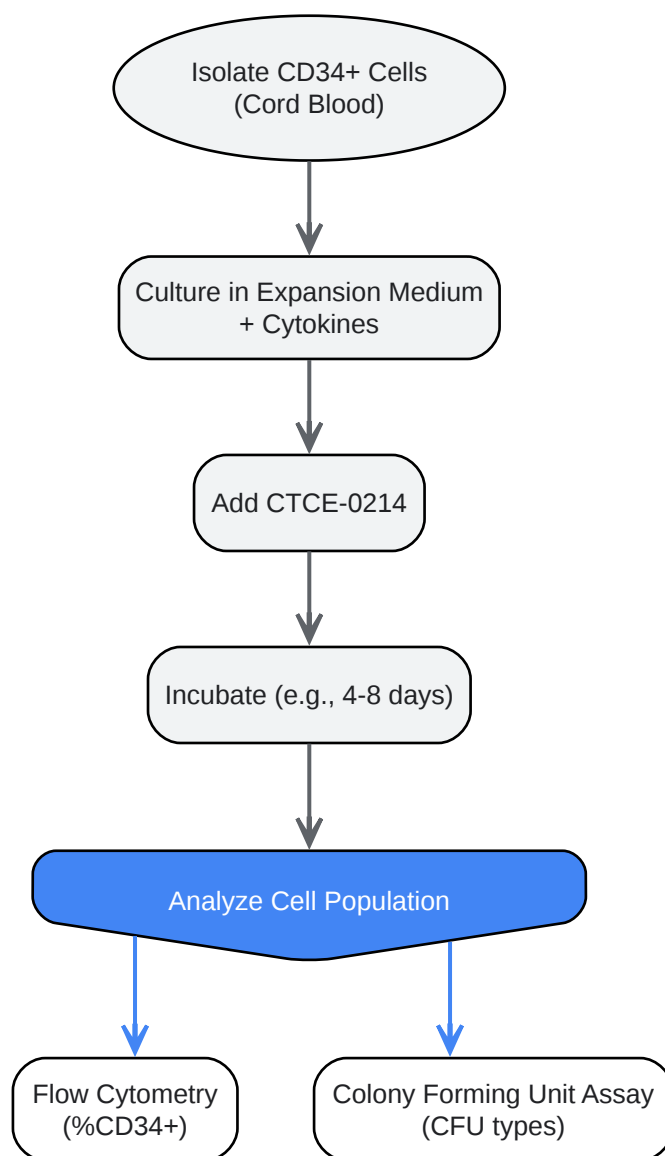 Isolate CD34+ Cells
(Cord Blood)
Culture in Expansion Medium
+ Cytokines
Add CTCE-0214
Incubate (e.g., 4-8 days)
Analyze Cell Population
Flow Cytometry
(%CD34+)
Colony Forming Unit Assay
(CFU types)